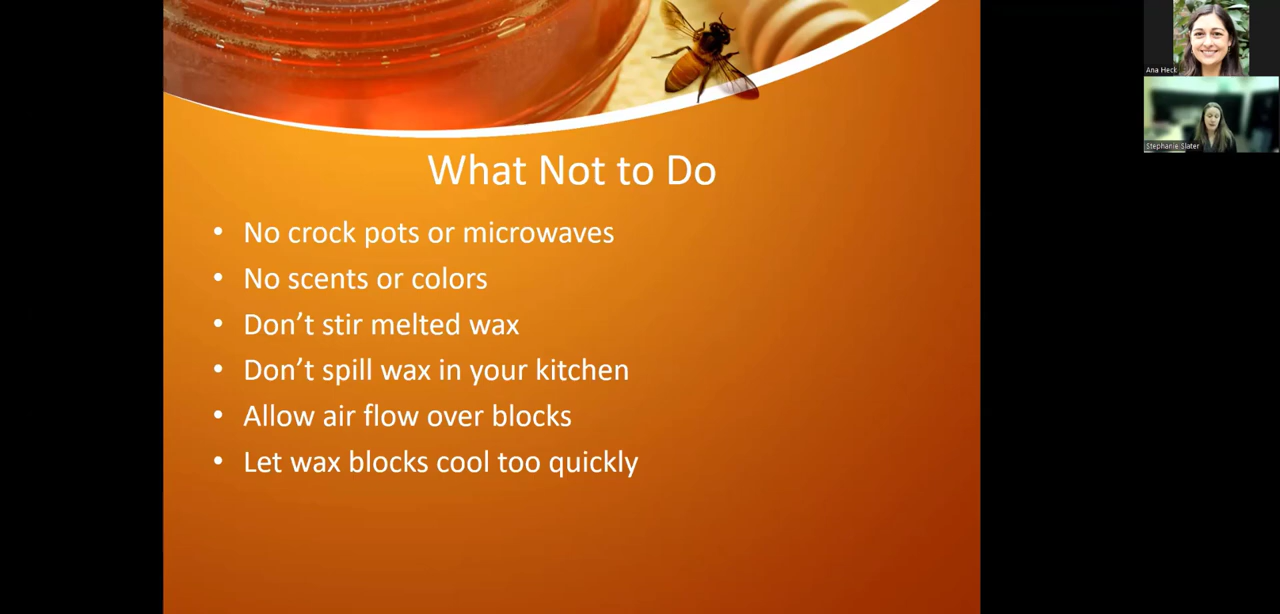 What Not to Do
• No crock pots or microwaves
• No scents or colors
• Don’t stir melted wax
• Don’t spill wax in your kitchen
• Allow air flow over blocks
• Let wax blocks cool too quickly
Ana Heck
Stephanie Slater